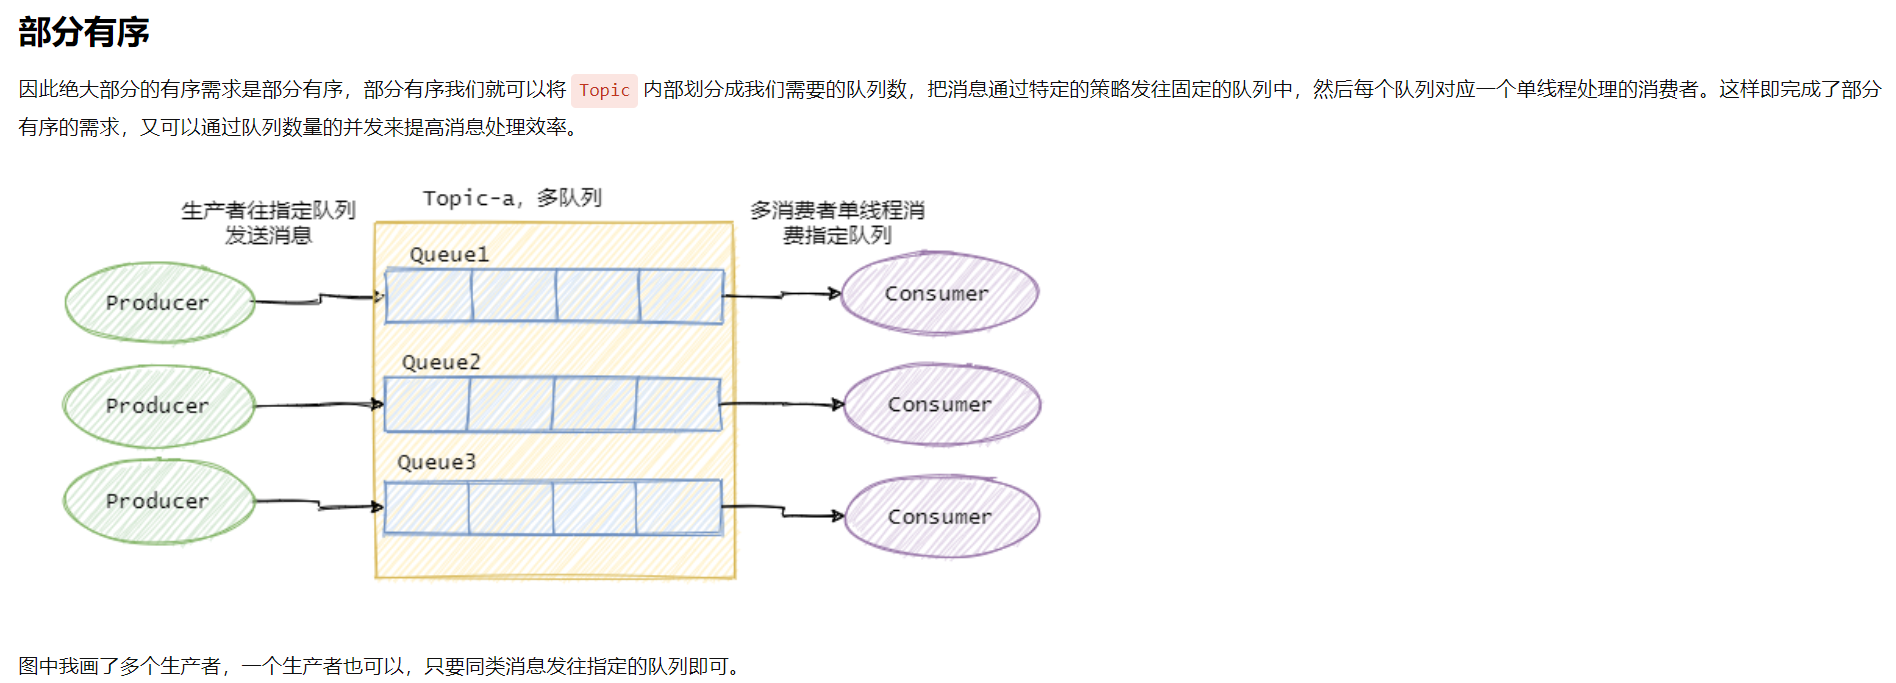 部分有序
因此绝大部分的有序需求是部分有序，部分有序我们就可以将 Topic 内部划分成我们需要的队列数，把消息通过特定的策略发往固定的队列中，然后每个队列对应一个单线程处理的消费者。这样即完成了部分
有序的需求，又可以通过队列数量的并发来提高消息处理效率。
Topic-a，多队列
生产者往指定队列
发送消息
多消费者单线程消
费指定队列
Queue1
Producer
Consumer
Queue2
Producer
Consumer
Queue3
Producer
Consumer
图中我画了多个生产者，一个生产者也可以，只要同类消息发往指定的队列即可。